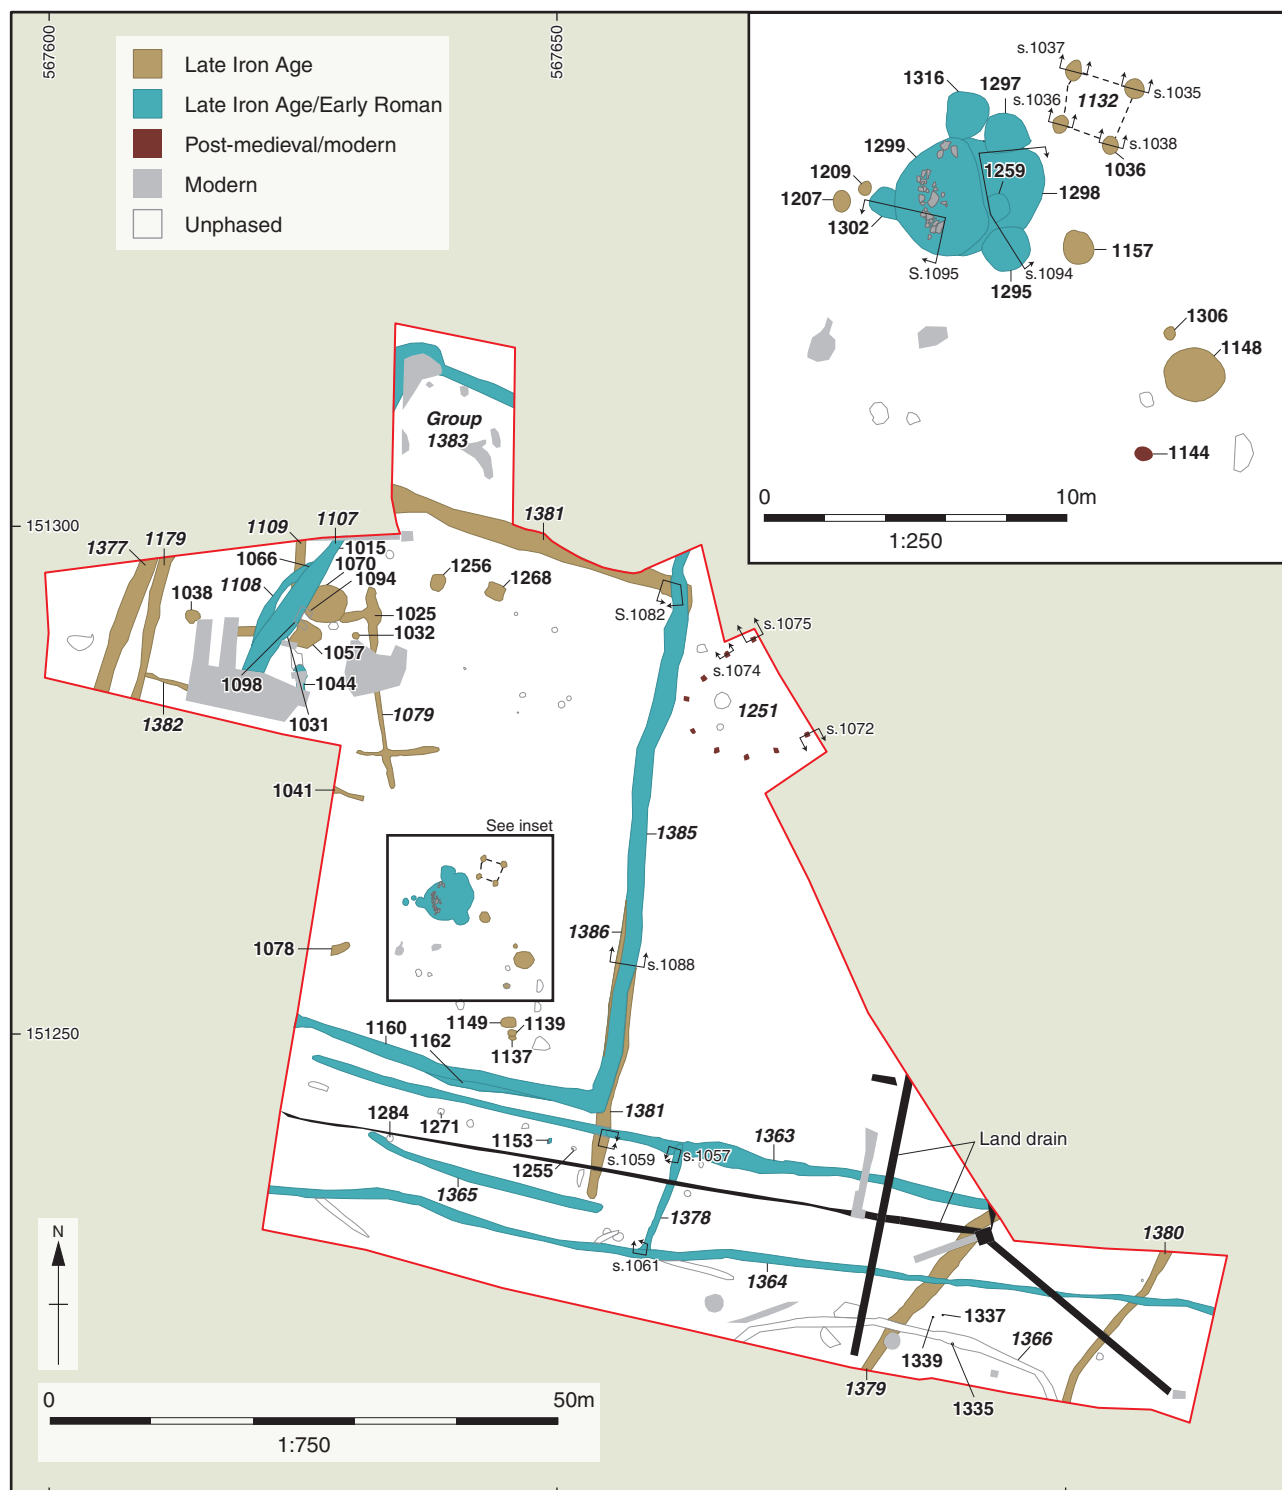 567600
567650
Late Iron Age
Late Iron Age/Early Roman
Post-medieval/modern
Modern
Unphased
s.1037
1316
1297
s.1036
1132
s.1035
s.1038
1299
1036
1259
1209
1298
1207
1302
1157
S.1095
s.1094
1295
1306
1148
1144
0
10m
1:250
Group
1383
151300
1381
1109
1107
1377
1179
1015
1066
1070
1094
1256
1268
1108
1038
1025
S.1082
s.1075
1032
1057
s.1074
1098
1044
1251
1382
1031
1079
s.1072
1041
See inset
1385
1386
1078
s.1088
151250
1160
1149
1139
1162
1137
1381
1284
1271
1153
1363
Land drain
s.1059
s.1057
1255
1365
1378
N
1380
s.1061
1364
1337
1339
1366
1379
1335
0
50m
1:750